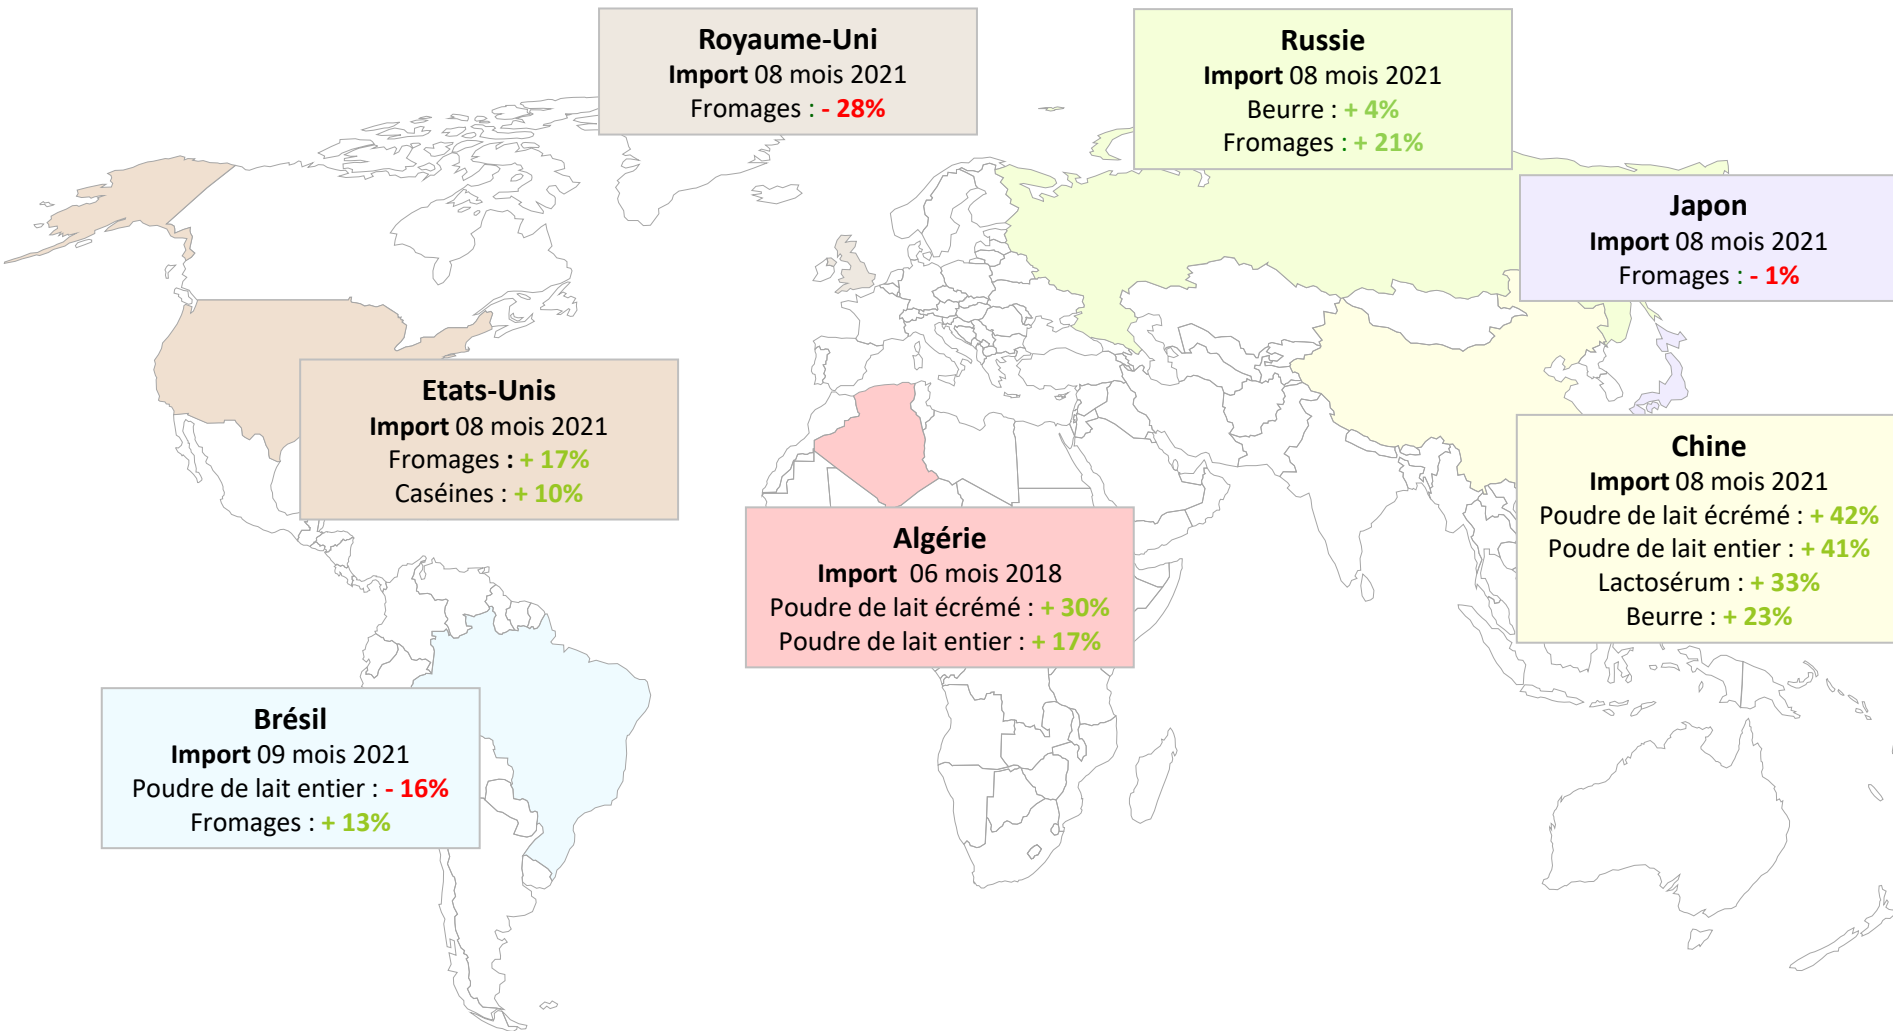 Royaume-Uni
Import 08 mois 2021
Fromages : - 28%
Russie
Import 08 mois 2021
Beurre : + 4%
Fromages : + 21%
Japon
Import 08 mois 2021
Fromages : - 1%
Etats-Unis
Import 08 mois 2021
Fromages : + 17%
Caséines : + 10%
Chine
Import 08 mois 2021
Poudre de lait écrémé : + 42%
Poudre de lait entier : + 41%
Lactosérum : + 33%
Beurre : + 23%
Algérie
Import 06 mois 2018
Poudre de lait écrémé : + 30%
Poudre de lait entier : + 17%
Brésil
Import 09 mois 2021
Poudre de lait entier : - 16%
Fromages : + 13%